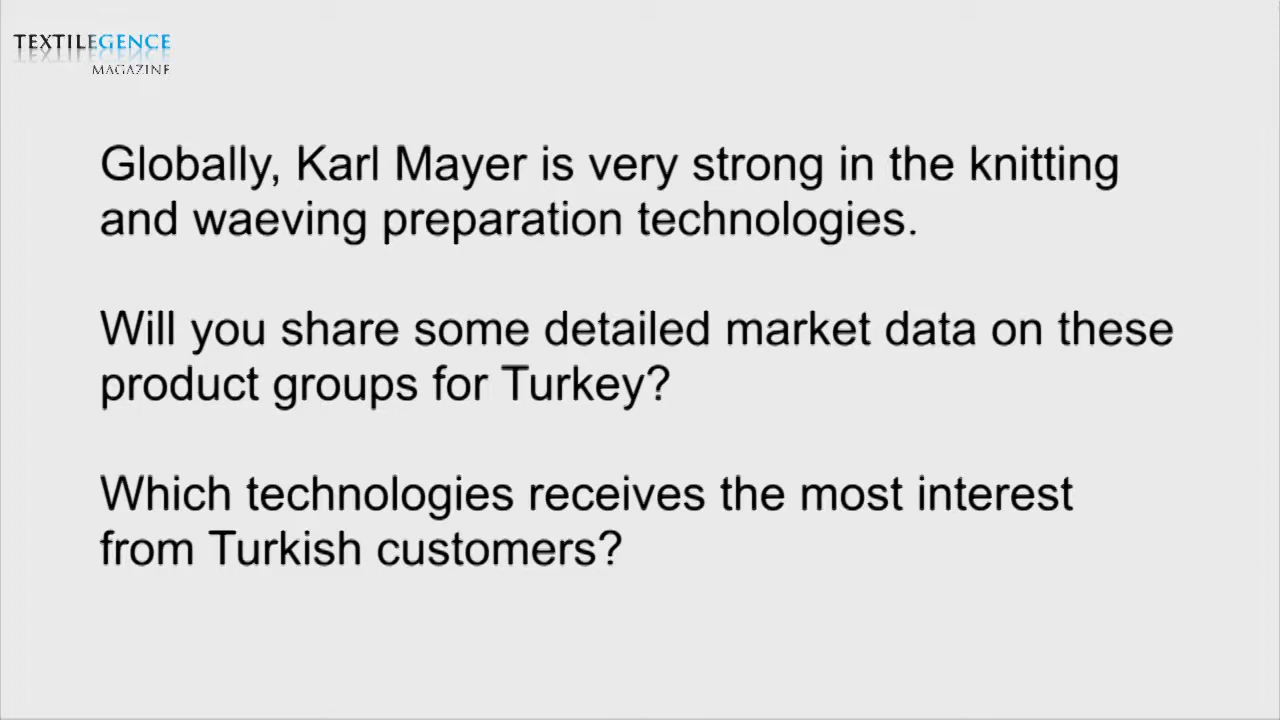 TEXTILEGENCE
MAGAZINE
Globally, Karl Mayer is very strong in the knitting
and waeving preparation technologies.
Will you share some detailed market data on these
product groups for Turkey?
Which technologies receives the most interest
from Turkish customers?